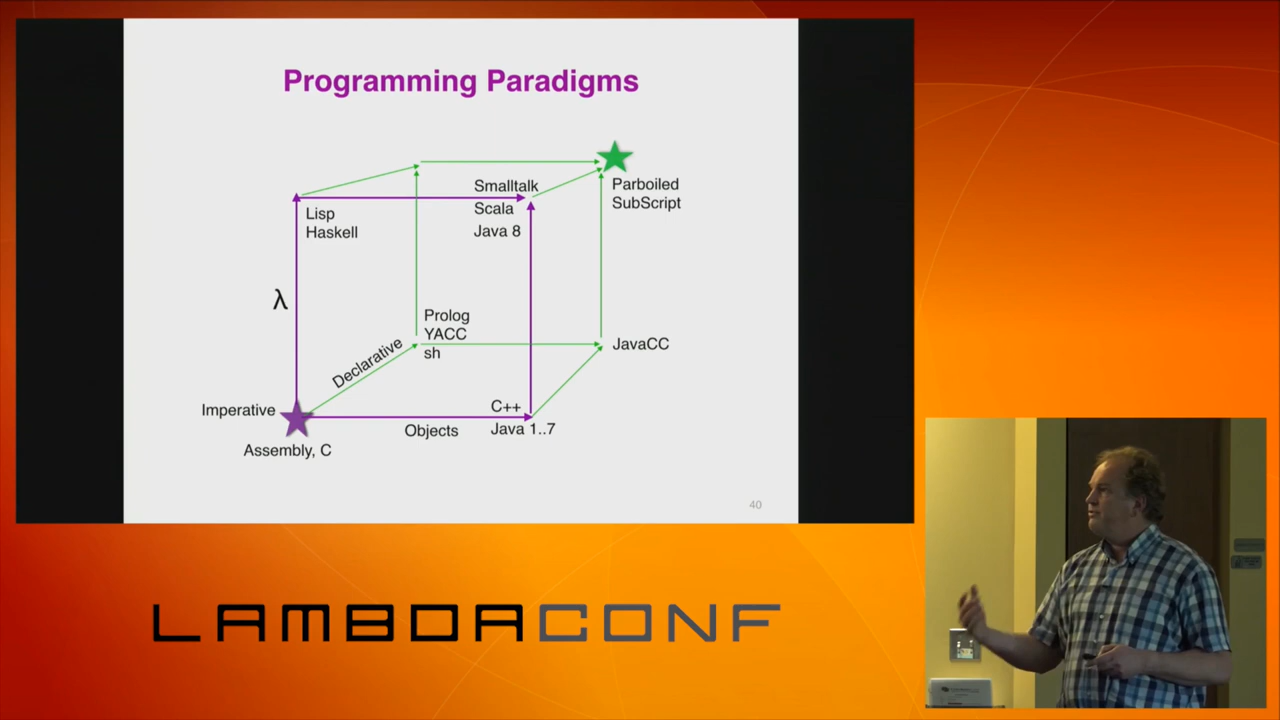 Programming Paradigms
Smalltalk
Scala
Java 8
Parboiled
SubScript
Lisp
Haskell
λ
Prolog
YACC
sh
Declarative
JavaCC
Imperative
C++
Java 1..7
Objects
Assembly, C
40
LAMBDACONF